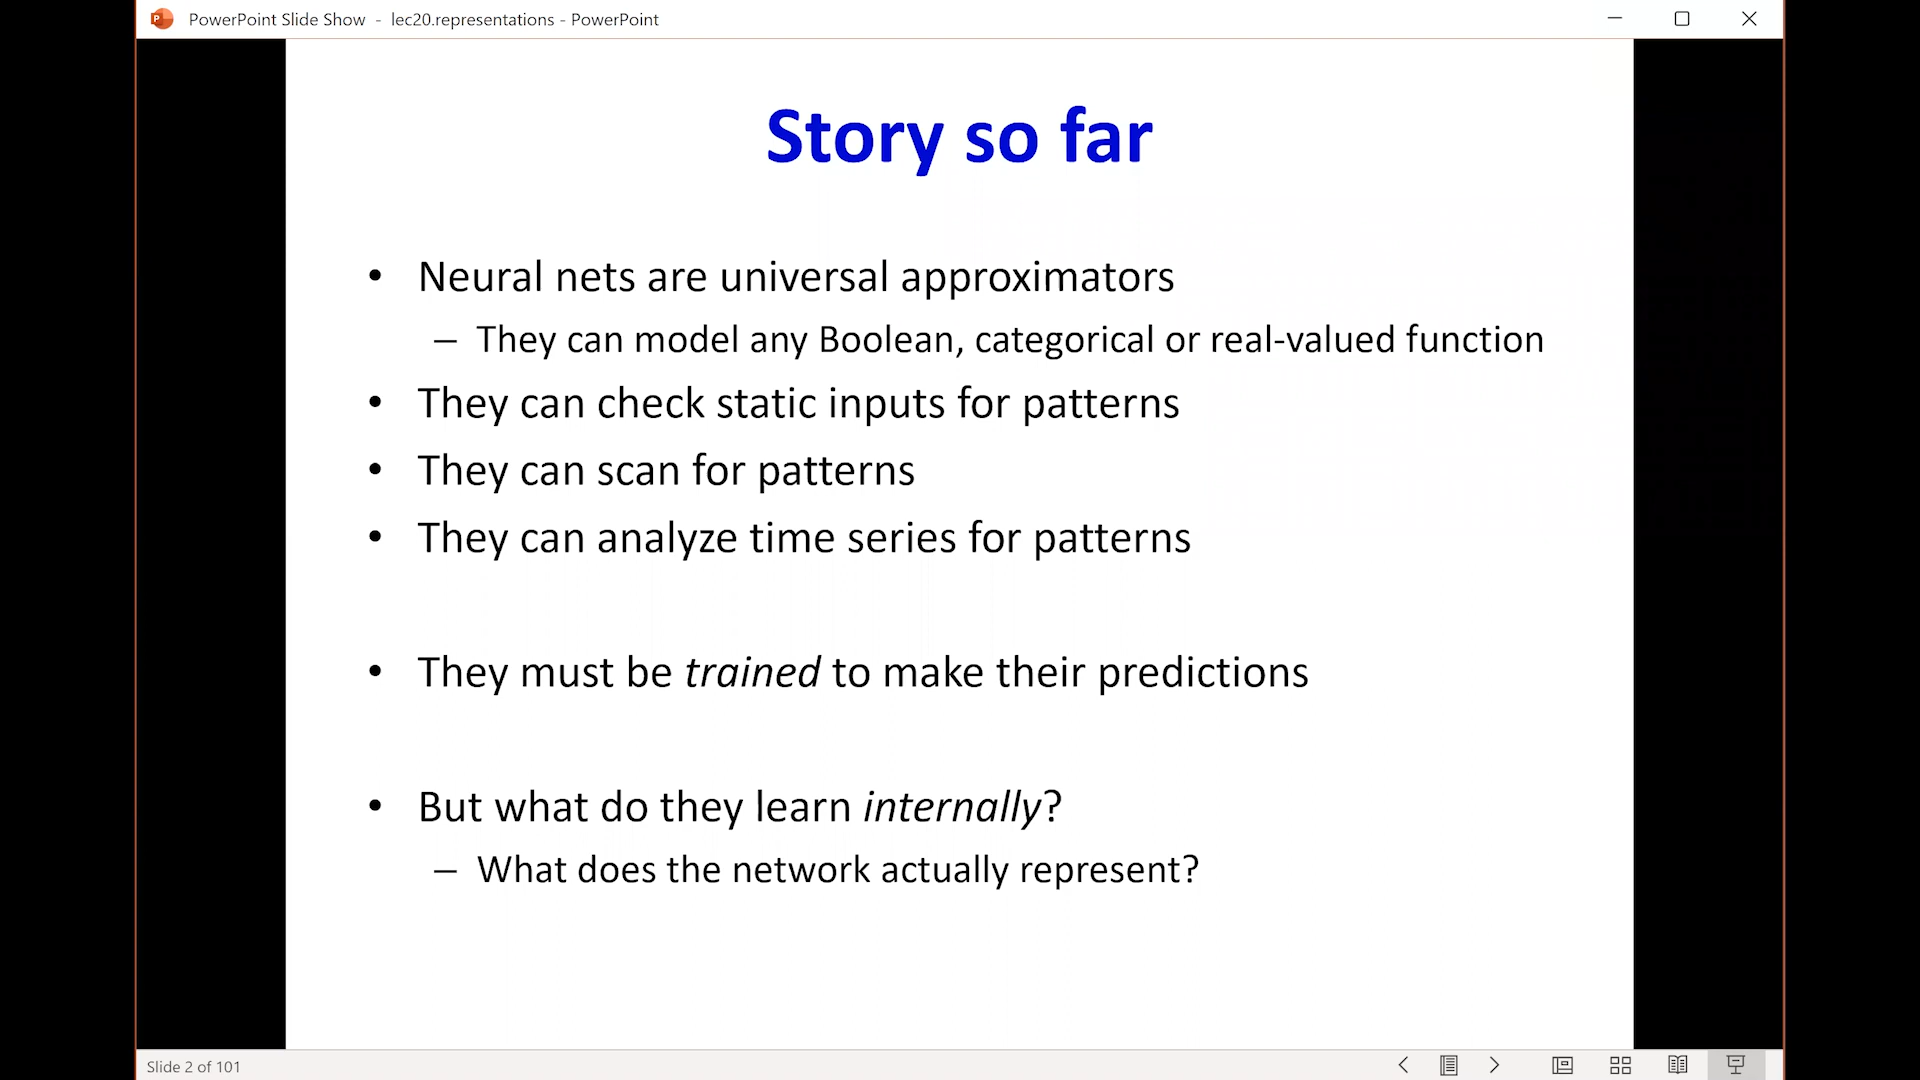 PowerPoint Slide Show - lec20.representations - PowerPoint
Story so far
• Neural nets are universal approximators
– They can model any Boolean, categorical or real-valued function
• They can check static inputs for patterns
• They can scan for patterns
• They can analyze time series for patterns
• They must be trained to make their predictions
• But what do they learn internally?
– What does the network actually represent?
Slide 2 of 101